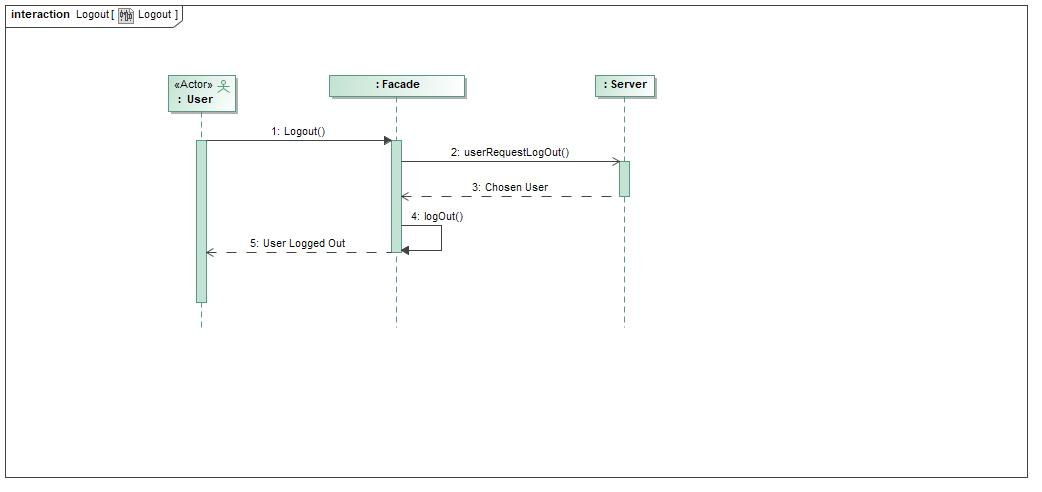 interaction Logout[ Logout ]
«Actor»
: User
: Facade
: Server
1: Logout()
2: userRequestLogOut()
3: Chosen User
4: logOut()
5: User Logged Out